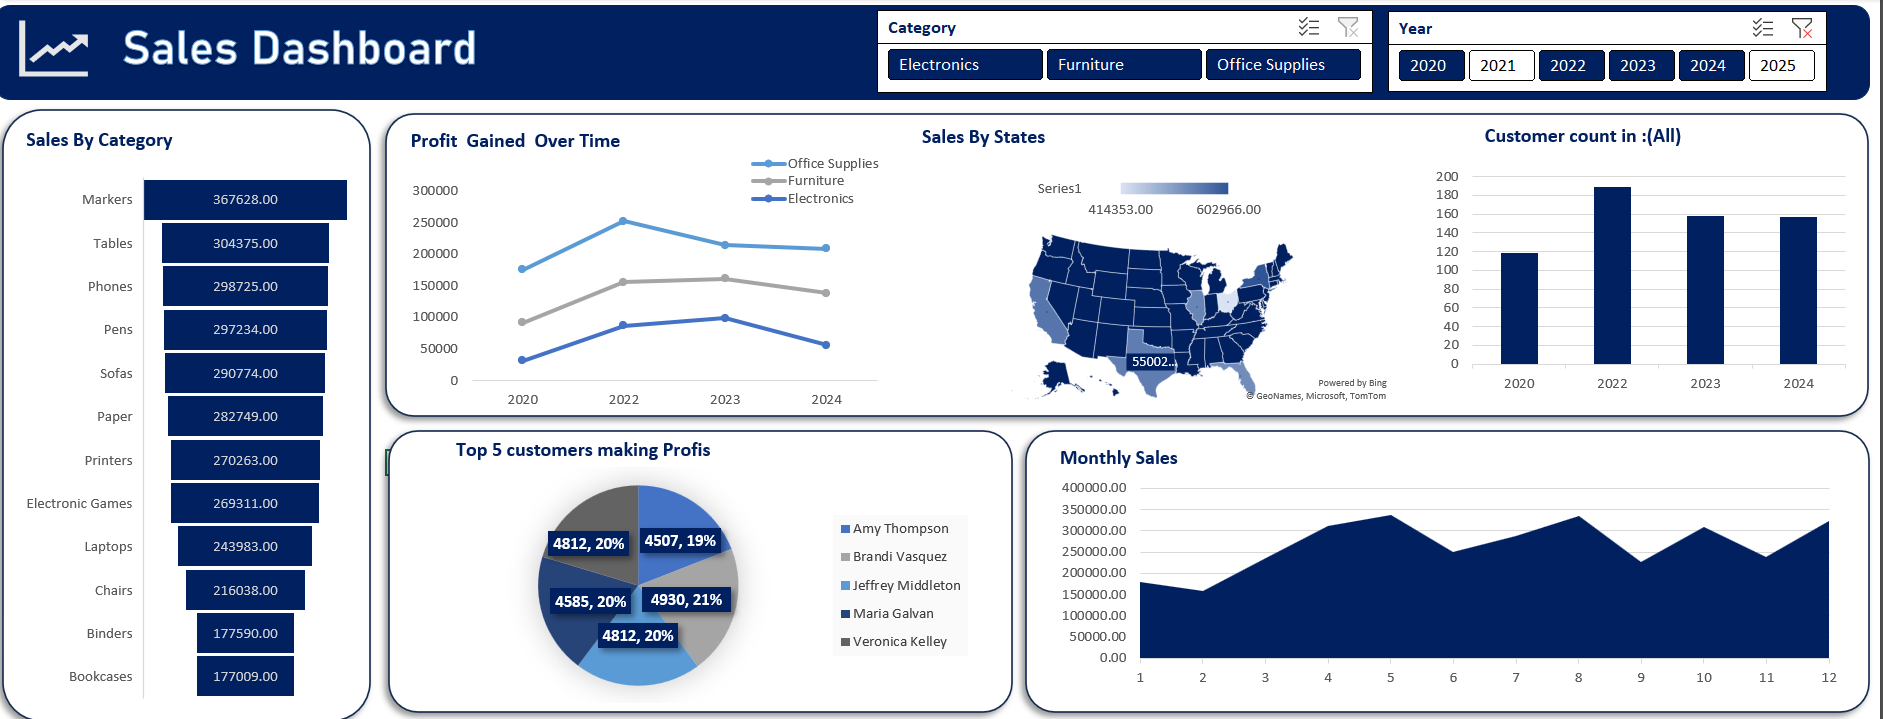 Sales Dashboard
Category
Electronics
Furniture
Office Supplies
Year
2020
2021
2022
2023
2024
2025
Sales By Category
Markers 367628.00
Tables 304375.00
Phones 298725.00
Pens 297234.00
Sofas 290774.00
Paper 282749.00
Printers 270263.00
Electronic Games 269311.00
Laptops 243983.00
Chairs 216038.00
Binders 177590.00
Bookcases 177009.00
Profit Gained Over Time
Office Supplies
Furniture
Electronics
300000
250000
200000
150000
100000
50000
0
2020 2022 2023 2024
Sales By States
Series1
414353.00 602966.00
55002...
Powered by Bing
© GeoNames, Microsoft, TomTom
Customer count in :(All)
200
180
160
140
120
100
80
60
40
20
0
2020 2022 2023 2024
Top 5 customers making Profis
4812, 20%
4507, 19%
4585, 20%
4930, 21%
4812, 20%
Amy Thompson
Brandi Vasquez
Jeffrey Middleton
Maria Galvan
Veronica Kelley
Monthly Sales
400000.00
350000.00
300000.00
250000.00
200000.00
150000.00
100000.00
50000.00
0.00
1 2 3 4 5 6 7 8 9 10 11 12